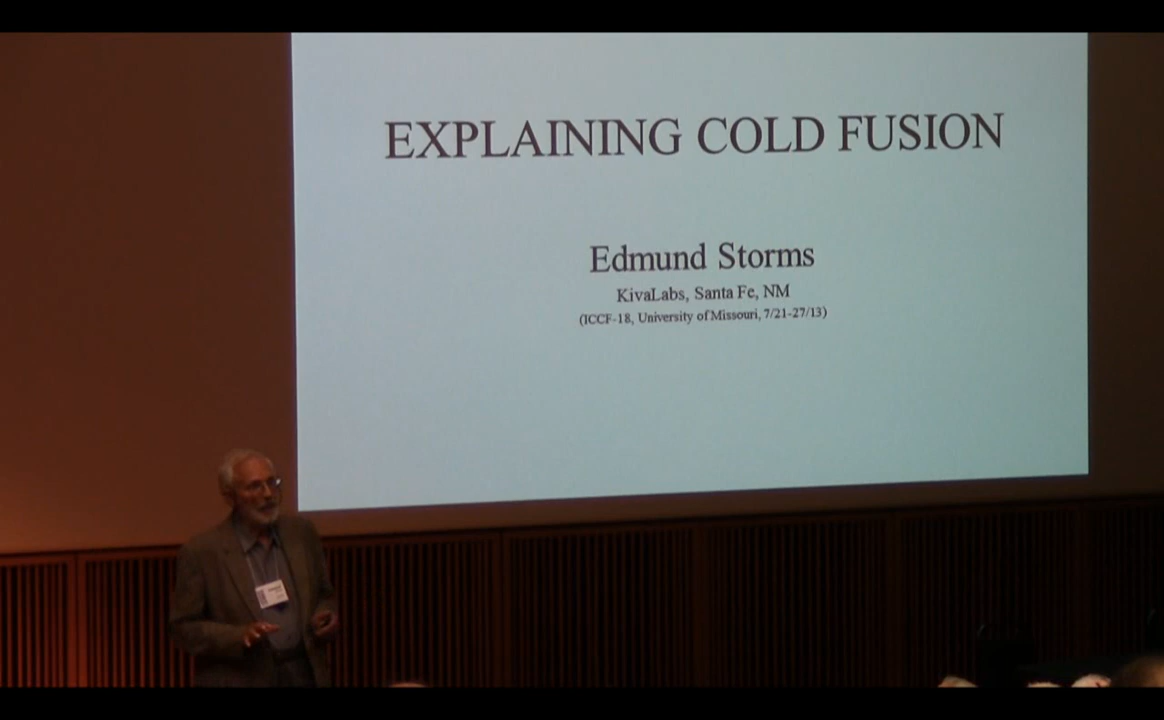 EXPLAINING COLD FUSION
Edmund Storms
KivaLabs, Santa Fe, NM
(ICCF-18, University of Missouri, 7/21-27/13)